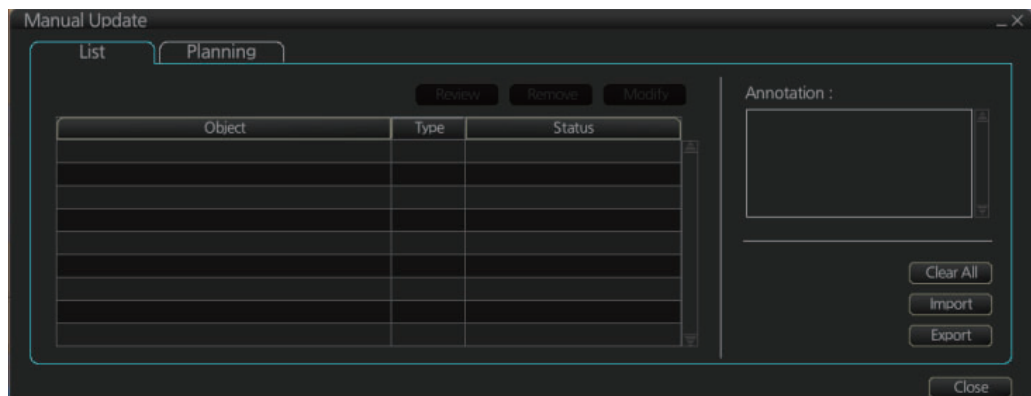 Manual Update
List Planning
Review Remove Modify
Annotation :
Object Type Status
Clear All
Import
Export
Close